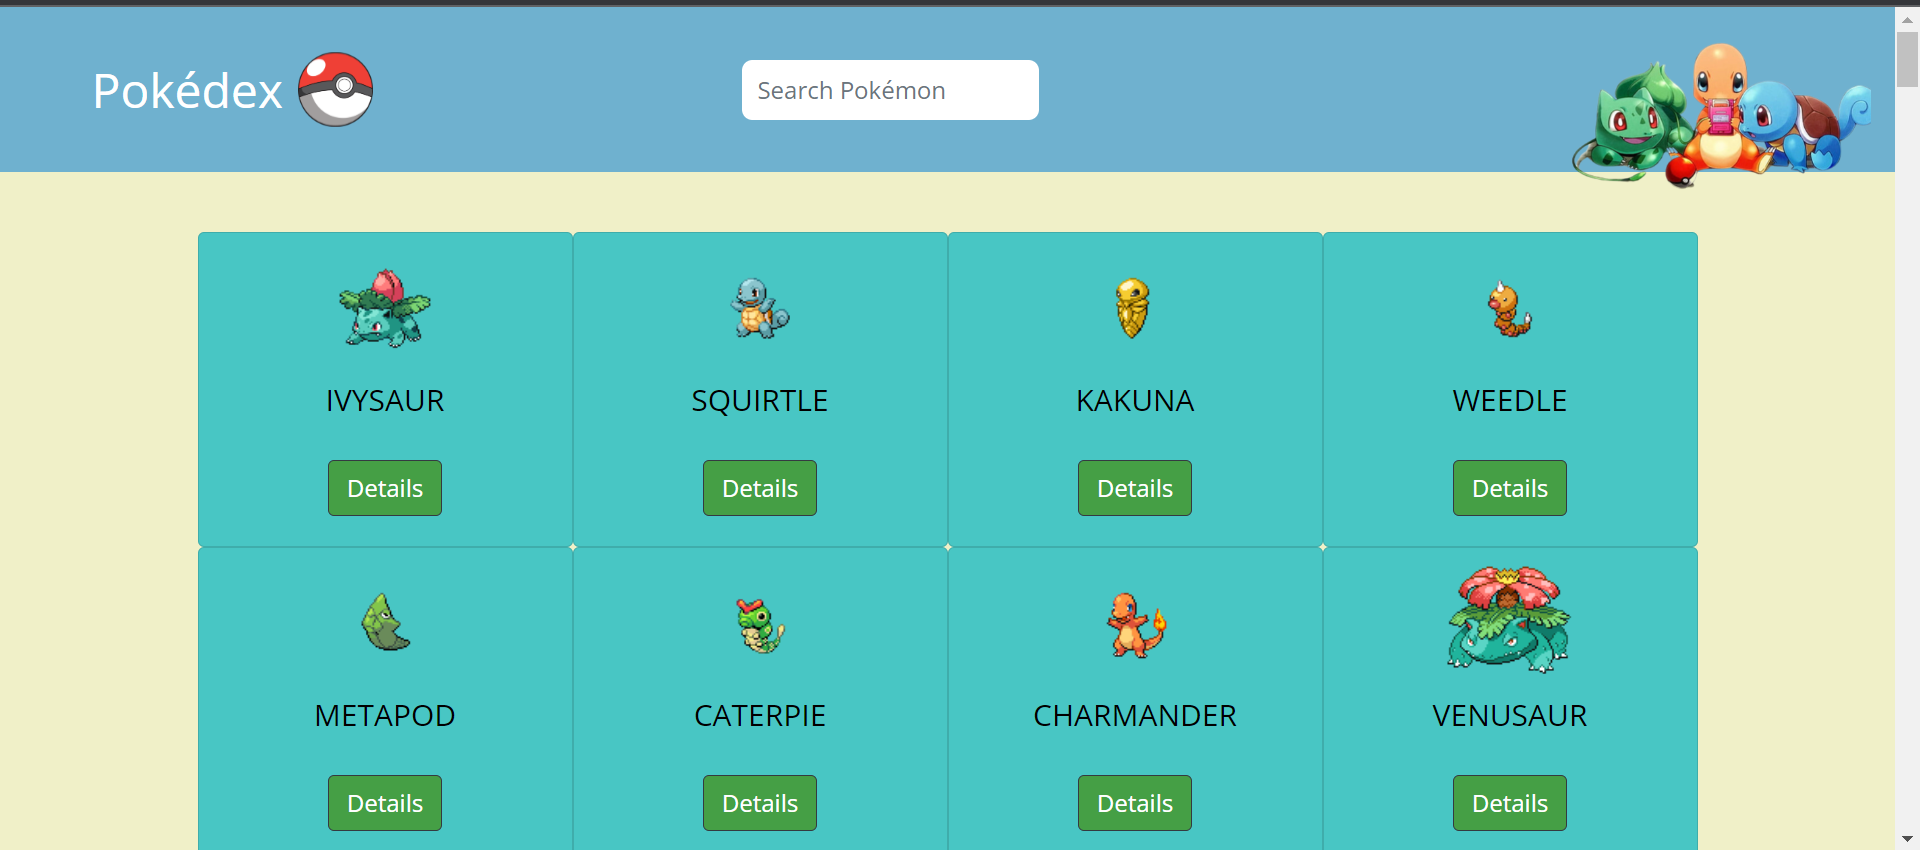 Pokédex
Search Pokémon
IVYSAUR
SQUIRTLE
KAKUNA
WEEDLE
Details
Details
Details
Details
METAPOD
CATERPIE
CHARMANDER
VENUSAUR
Details
Details
Details
Details